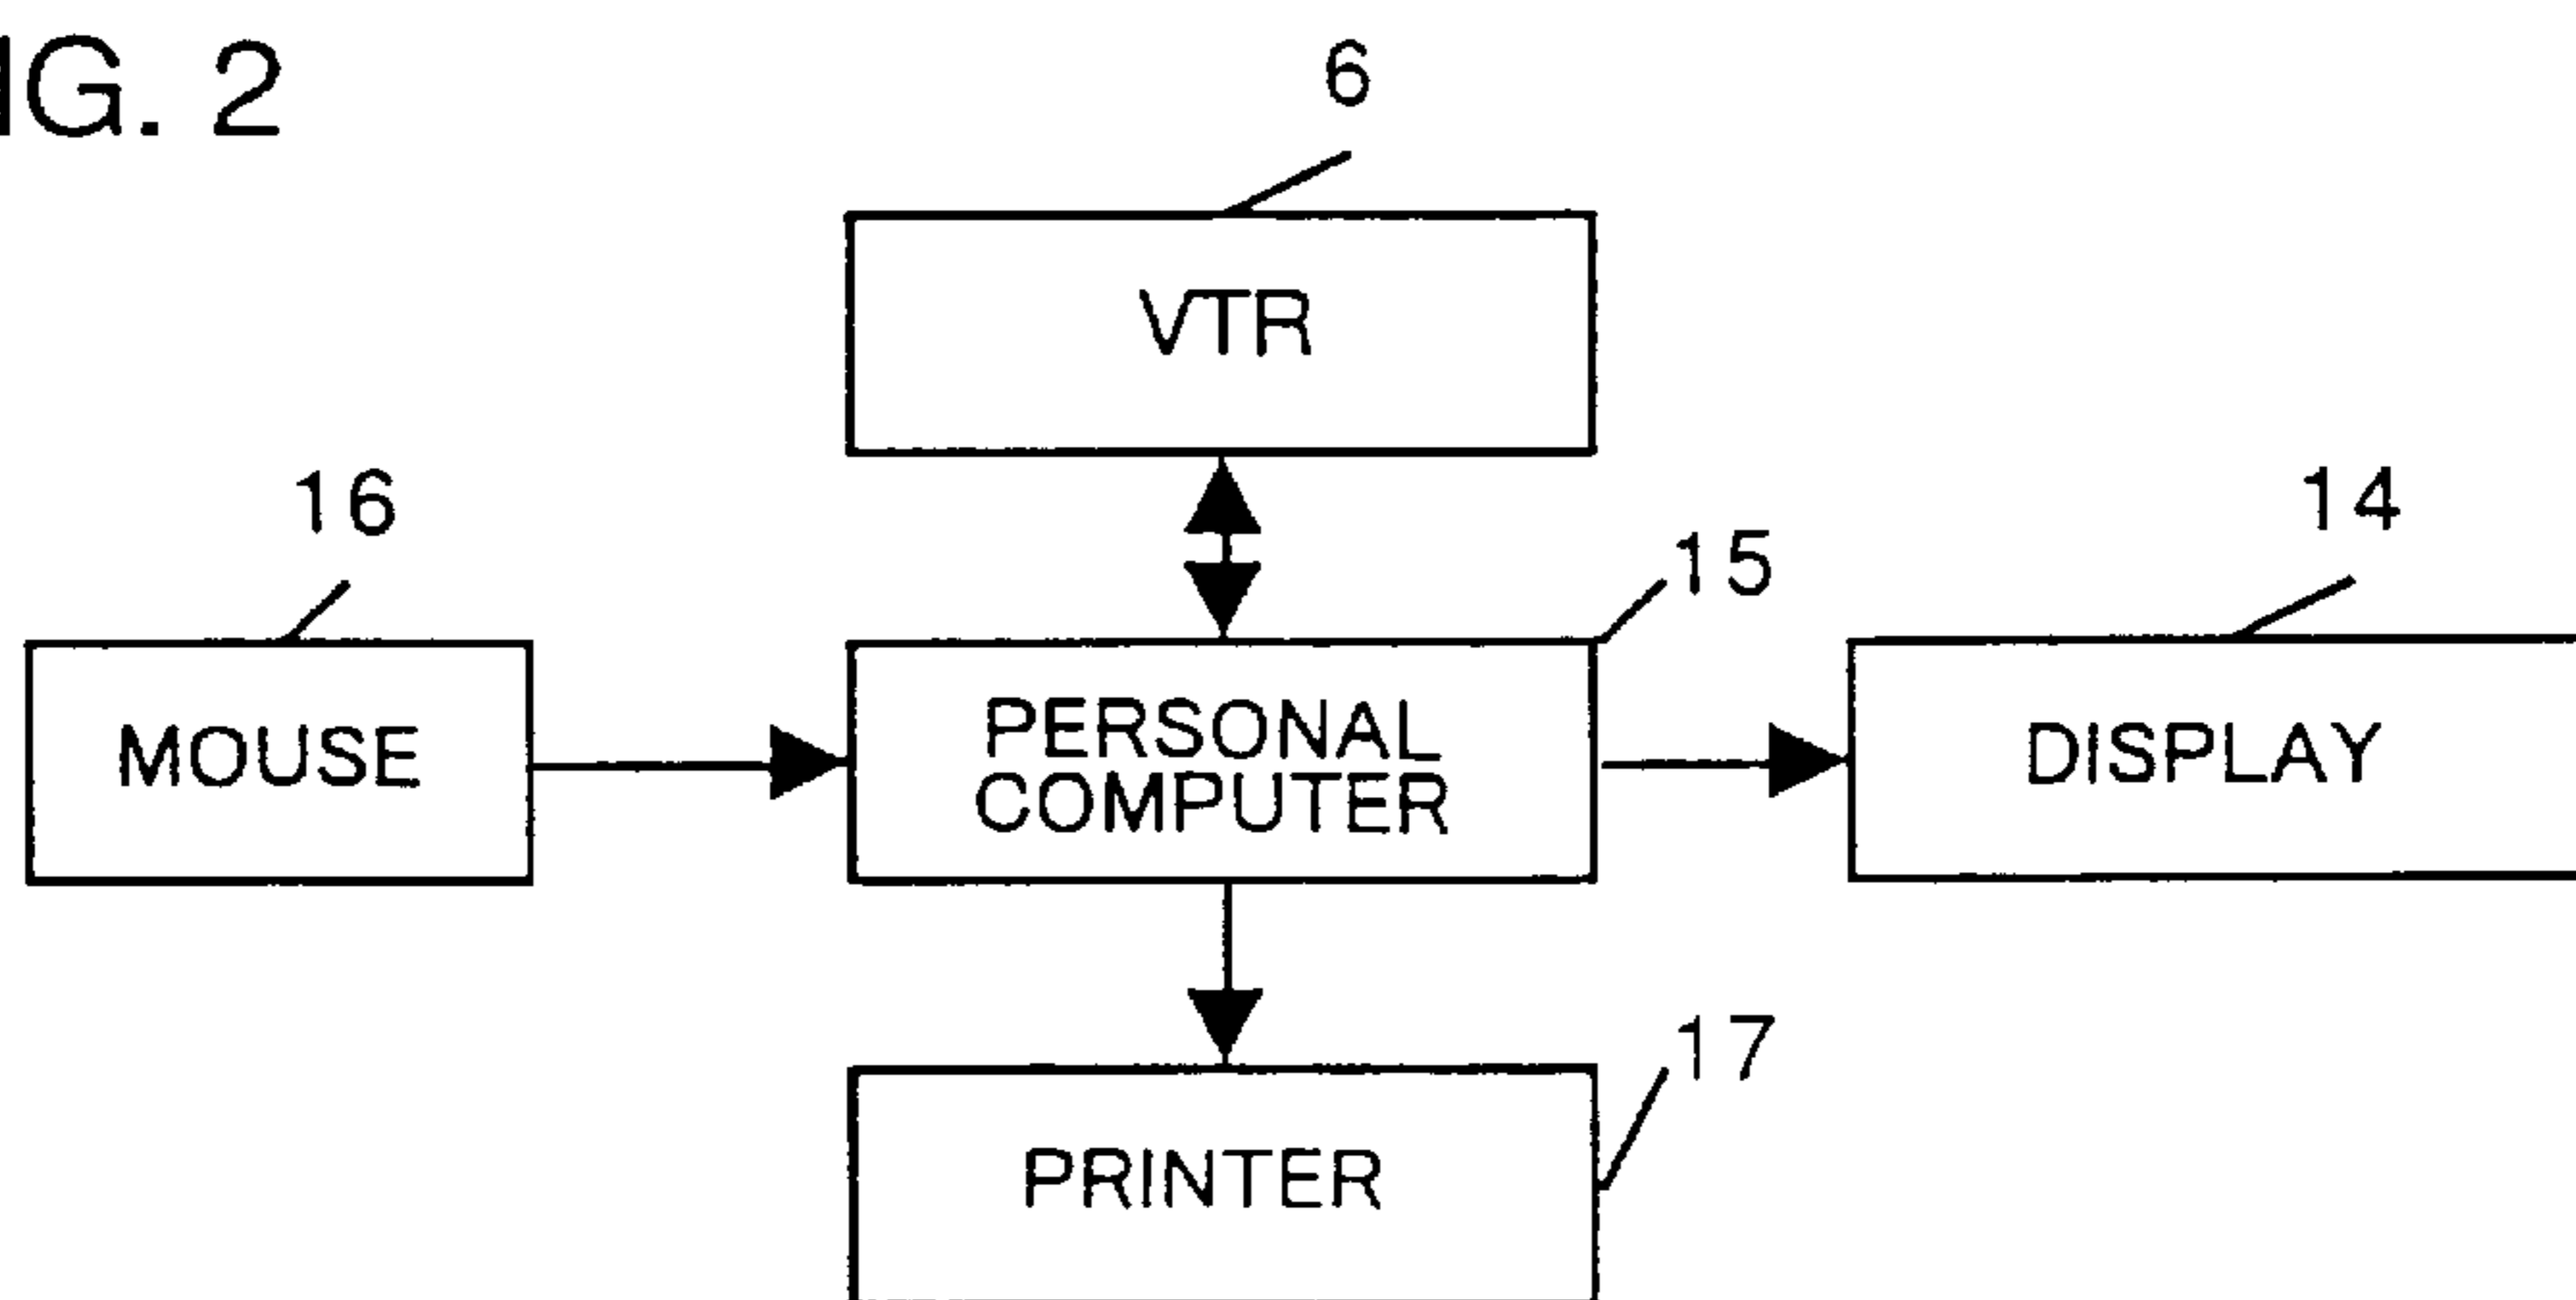 IG. 2
6
VTR
16
15
14
MOUSE
PERSONAL
COMPUTER
DISPLAY
17
PRINTER